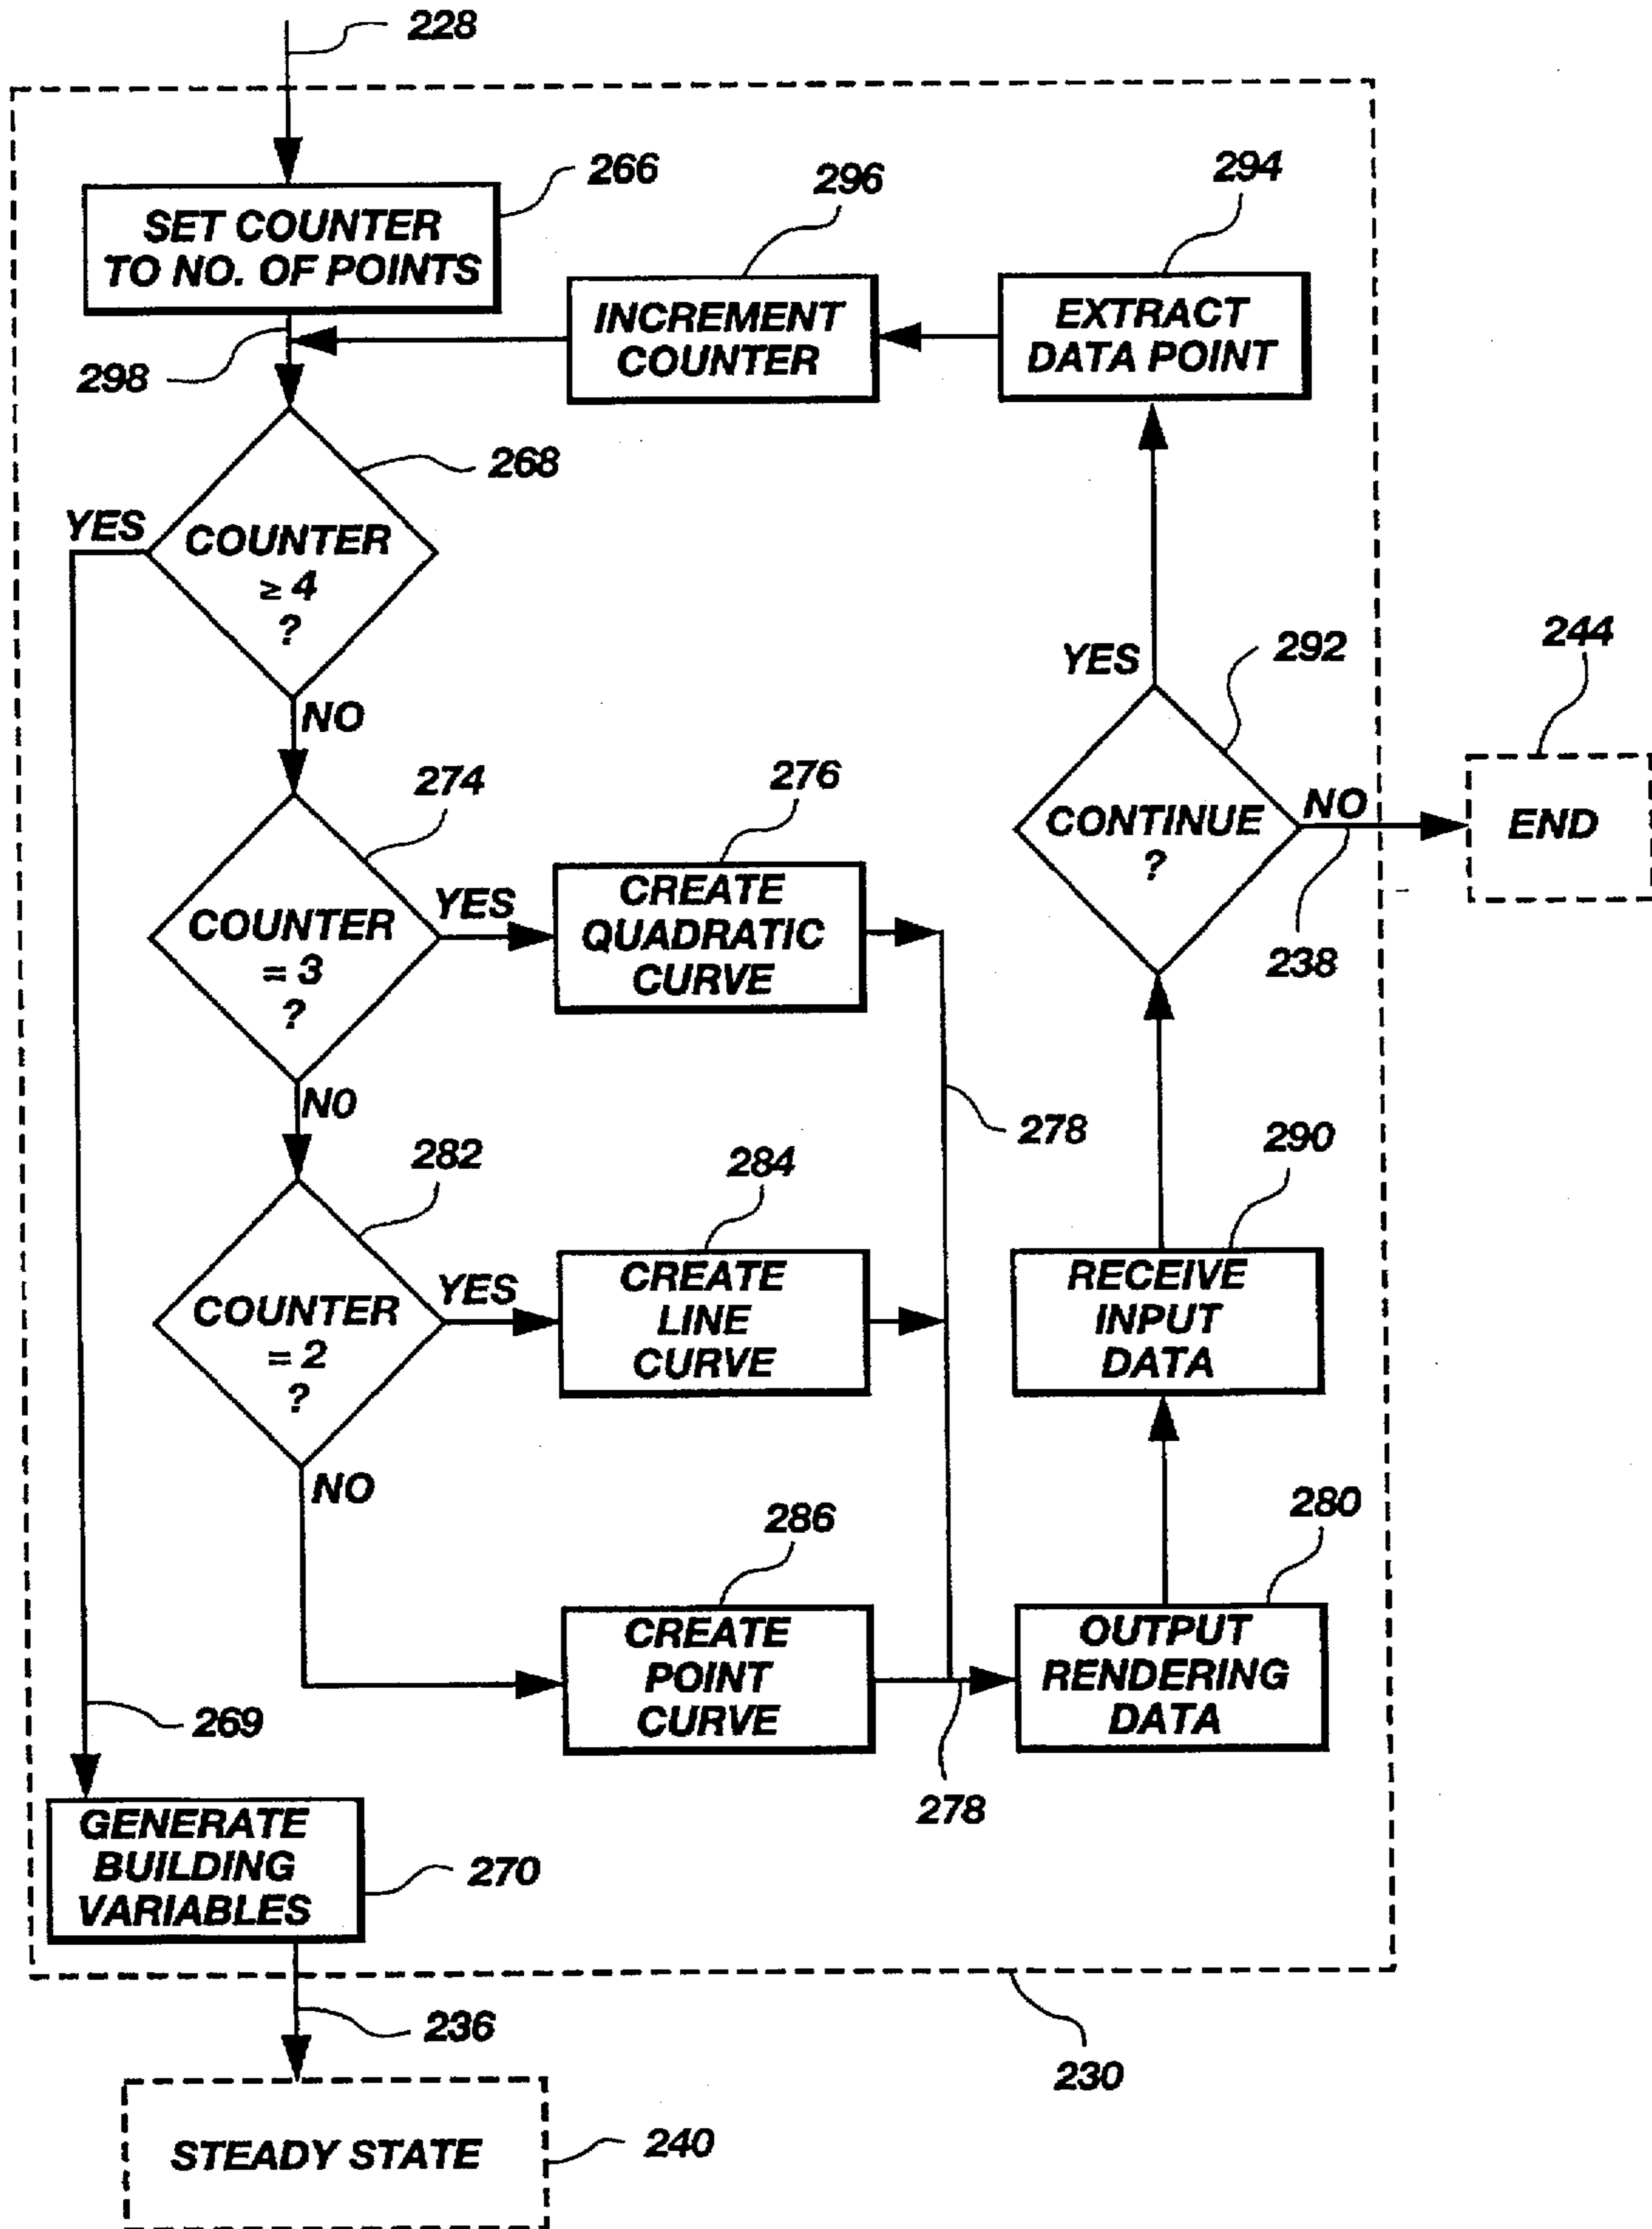 228
266
SET COUNTER
TO NO. OF POINTS
296
INCREMENT
COUNTER
294
EXTRACT
DATA POINT
298
268
YES
COUNTER
≥ 4
?
NO
274
COUNTER
= 3
?
YES
276
CREATE
QUADRATIC
CURVE
NO
282
COUNTER
= 2
?
YES
284
CREATE
LINE
CURVE
NO
286
CREATE
POINT
CURVE
278
278
280
OUTPUT
RENDERING
DATA
290
RECEIVE
INPUT
DATA
292
YES
CONTINUE
?
NO
238
244
END
269
GENERATE
BUILDING
VARIABLES
270
236
230
STEADY STATE
240